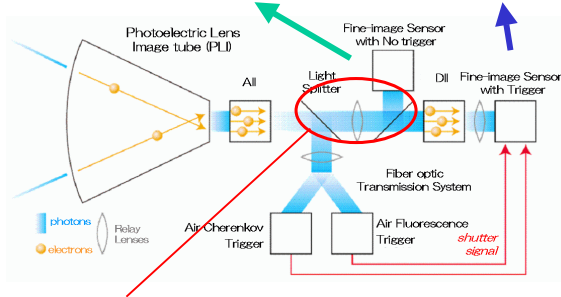 Photoelectric Lens
Image tube (PLI)
Fine-image Sensor
with No trigger
AII
Light
Splitter
DII
Fine-image Sensor
with Trigger
Fiber optic
Transmission System
photons
electrons
Relay
Lenses
Air Cherenkov
Trigger
Air Fluorescence
Trigger
shutter
signal